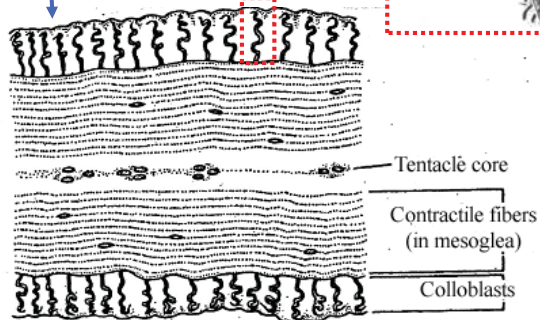 Tentacle core
Contractile fibers
(in mesoglea)
Colloblasts